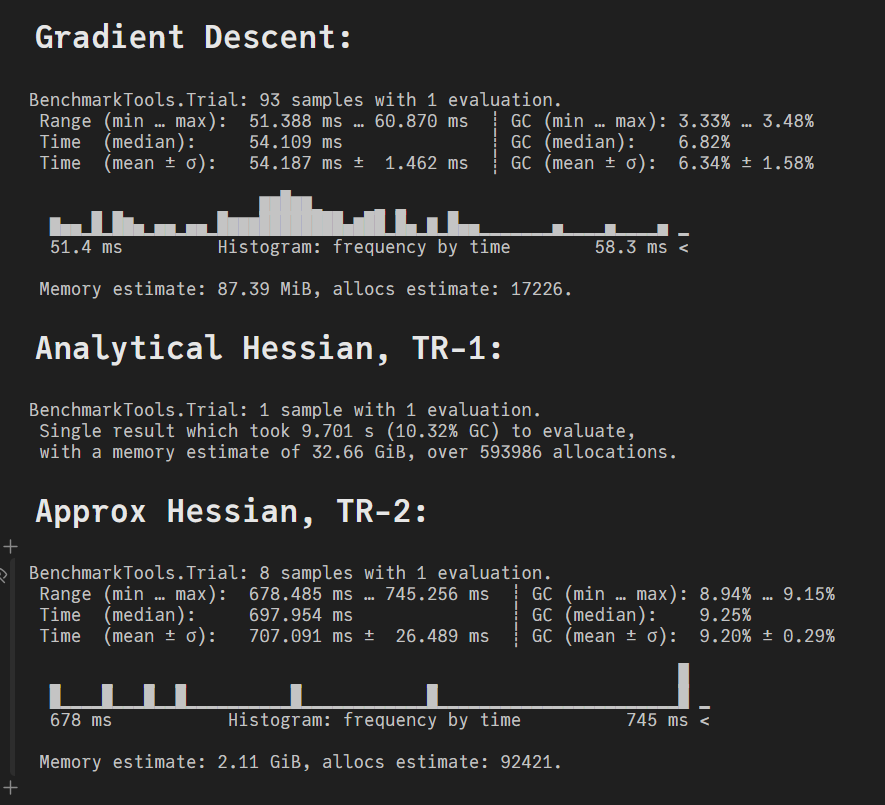 Gradient Descent:
BenchmarkTools.Trial: 93 samples with 1 evaluation.
Range (min … max):  51.388 ms … 60.870 ms  ┊ GC (min … max): 3.33% … 3.48%
Time  (median):     54.109 ms              ┊ GC (median):    6.82%
Time  (mean ± σ):   54.187 ms ±  1.462 ms  ┊ GC (mean ± σ):  6.34% ± 1.58%
51.4 ms         Histogram: frequency by time        58.3 ms <
Memory estimate: 87.39 MiB, allocs estimate: 17226.
Analytical Hessian, TR-1:
BenchmarkTools.Trial: 1 sample with 1 evaluation.
Single result which took 9.701 s (10.32% GC) to evaluate,
with a memory estimate of 32.66 GiB, over 593986 allocations.
Approx Hessian, TR-2:
BenchmarkTools.Trial: 8 samples with 1 evaluation.
Range (min … max):  678.485 ms … 745.256 ms  ┊ GC (min … max): 8.94% … 9.15%
Time  (median):     697.954 ms               ┊ GC (median):    9.25%
Time  (mean ± σ):   707.091 ms ±  26.489 ms  ┊ GC (mean ± σ):  9.20% ± 0.29%
678 ms           Histogram: frequency by time          745 ms <
Memory estimate: 2.11 GiB, allocs estimate: 92421.